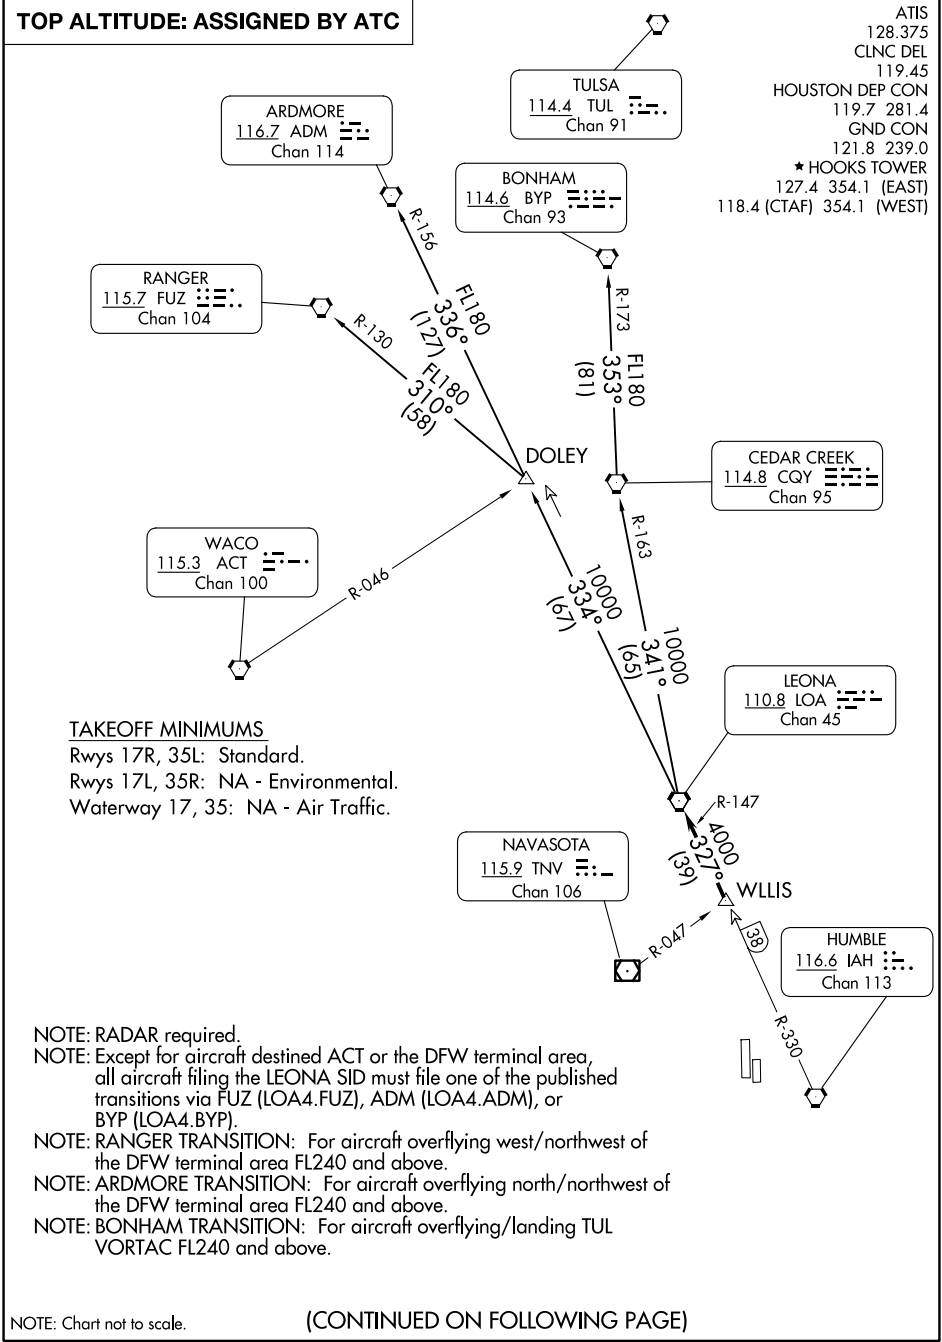 TOP ALTITUDE: ASSIGNED BY ATC
ATIS
128.375
CLNC DEL
119.45
HOUSTON DEP CON
119.7 281.4
GND CON
121.8 239.0
★ HOOKS TOWER
127.4 354.1 (EAST)
118.4 (CTAF) 354.1 (WEST)
TULSA
114.4 TUL
Chan 91
ARDMORE
116.7 ADM
Chan 114
BONHAM
114.6 BYP
Chan 93
R-156
RANGER
115.7 FUZ
Chan 104
R-130
FL180
336°
(127)
R-173
FL180
353°
(81)
FL180
310°
(58)
DOLEY
CEDAR CREEK
114.8 CQY
Chan 95
R-163
WACO
115.3 ACT
Chan 100
R-046
10000
334°
(67)
10000
341°
(65)
LEONA
110.8 LOA
Chan 45
TAKEOFF MINIMUMS
Rwys 17R, 35L: Standard.
Rwys 17L, 35R: NA - Environmental.
Waterway 17, 35: NA - Air Traffic.
R-147
4000
327°
(39)
NAVASOTA
115.9 TNV
Chan 106
WLLIS
R-047
38
HUMBLE
116.6 IAH
Chan 113
R-330
NOTE: RADAR required.
NOTE: Except for aircraft destined ACT or the DFW terminal area,
all aircraft filing the LEONA SID must file one of the published
transitions via FUZ (LOA4.FUZ), ADM (LOA4.ADM), or
BYP (LOA4.BYP).
NOTE: RANGER TRANSITION: For aircraft overflying west/northwest of
the DFW terminal area FL240 and above.
NOTE: ARDMORE TRANSITION: For aircraft overflying north/northwest of
the DFW terminal area FL240 and above.
NOTE: BONHAM TRANSITION: For aircraft overflying/landing TUL
VORTAC FL240 and above.
NOTE: Chart not to scale.
(CONTINUED ON FOLLOWING PAGE)